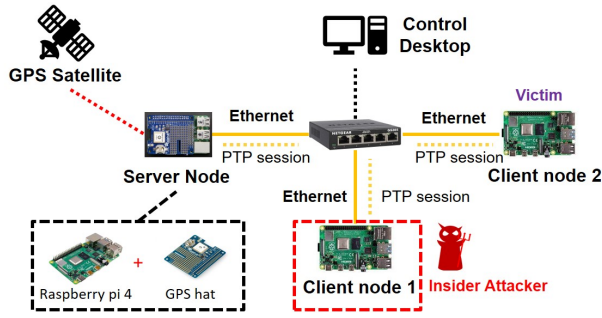 Control
Desktop
GPS Satellite
Victim
Ethernet
Ethernet
NETGEAR
PTP session
PTP session
Server Node
Client node 2
Ethernet
PTP session
Raspberry pi 4
+
GPS hat
Client node 1
Insider Attacker